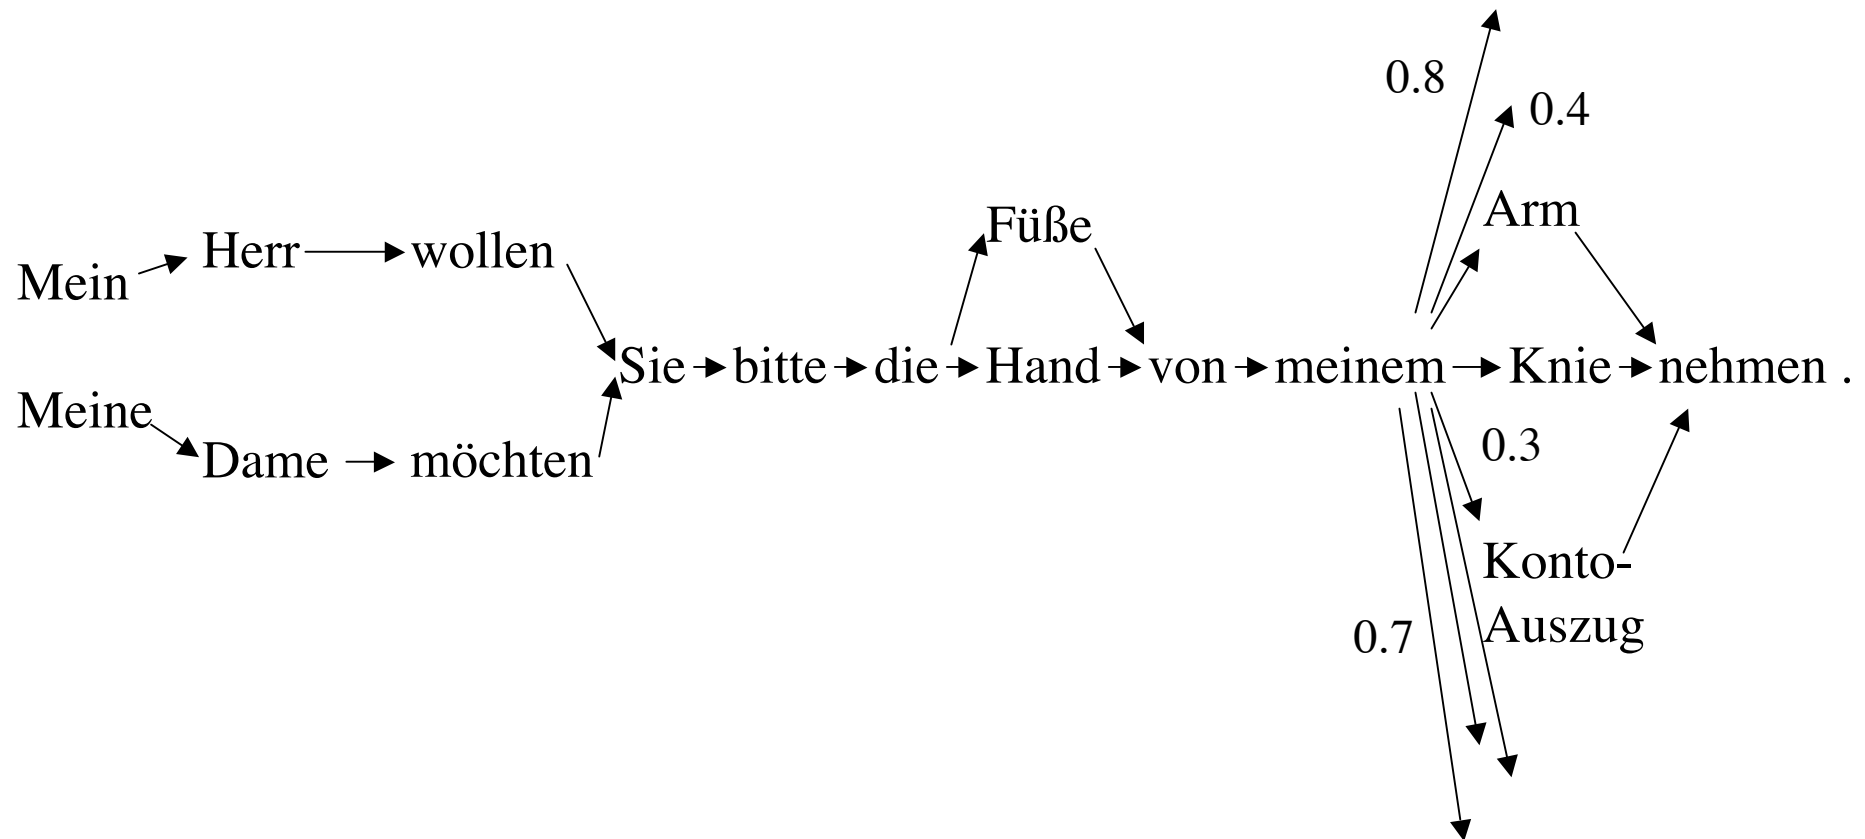 0.8
0.4
Arm
Füße
Herr wollen
Mein
Sie bitte die Hand von meinem Knie nehmen .
Meine
Dame möchten
0.3
Konto-
Auszug
0.7